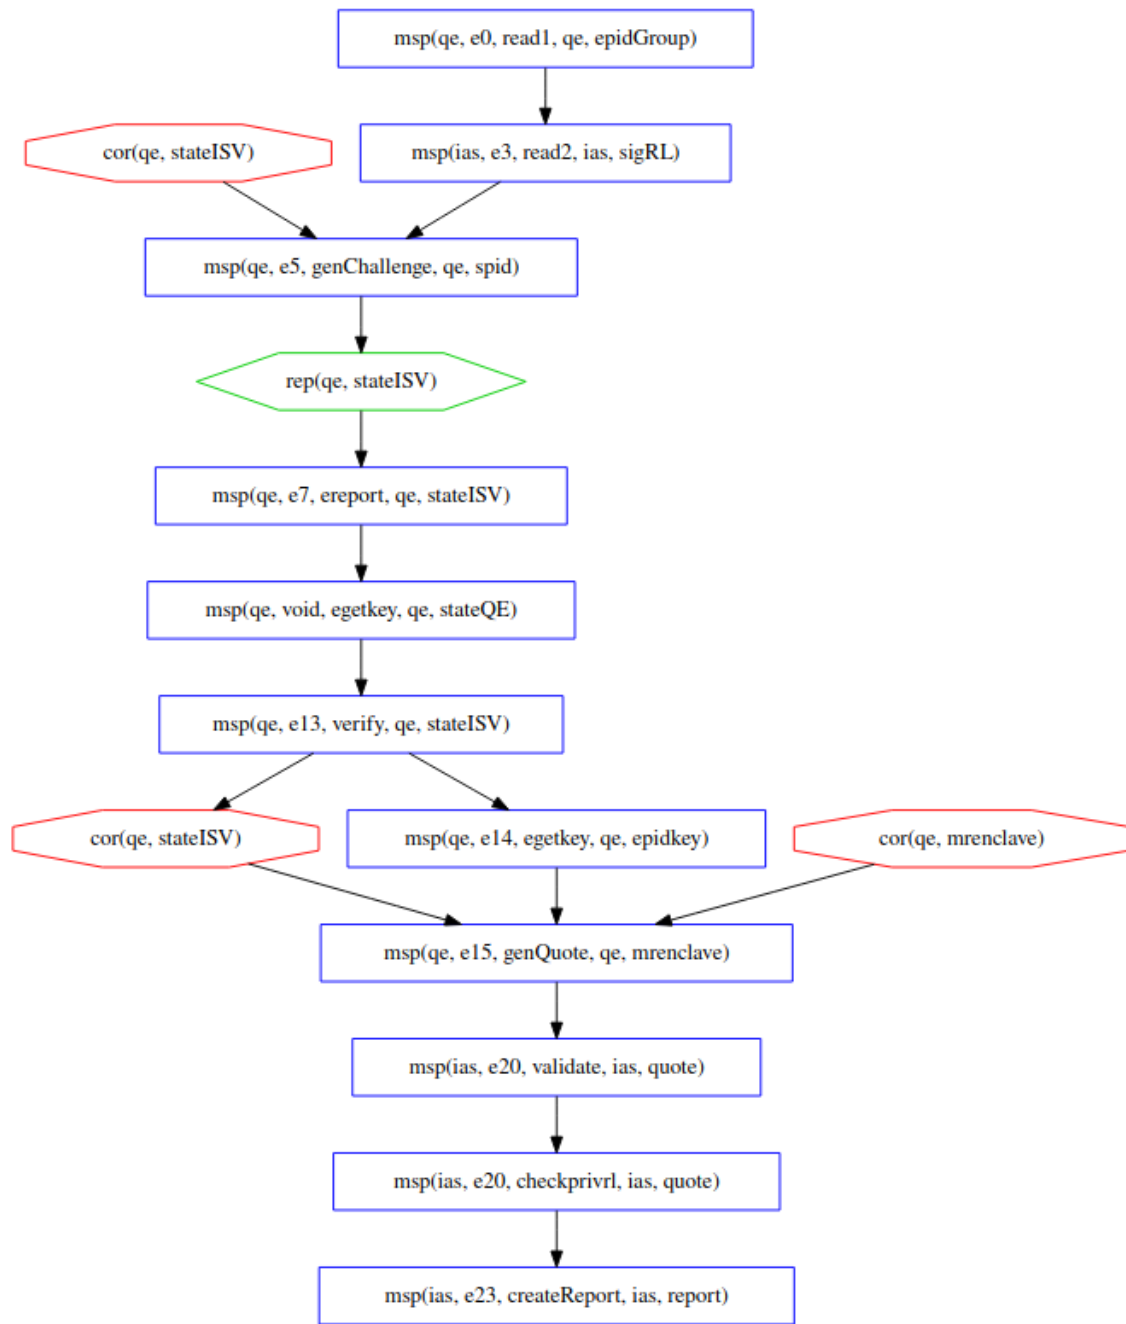 msp(qe, e0, read1, qe, epidGroup)
cor(qe, stateISV)
msp(ias, e3, read2, ias, sigRL)
msp(qe, e5, genChallenge, qe, spid)
rep(qe, stateISV)
msp(qe, e7, ereport, qe, stateISV)
msp(qe, void, egetkey, qe, stateQE)
msp(qe, e13, verify, qe, stateISV)
cor(qe, stateISV)
msp(qe, e14, egetkey, qe, epidkey)
cor(qe, mrenclave)
msp(qe, e15, genQuote, qe, mrenclave)
msp(ias, e20, validate, ias, quote)
msp(ias, e20, checkprivrl, ias, quote)
msp(ias, e23, createReport, ias, report)